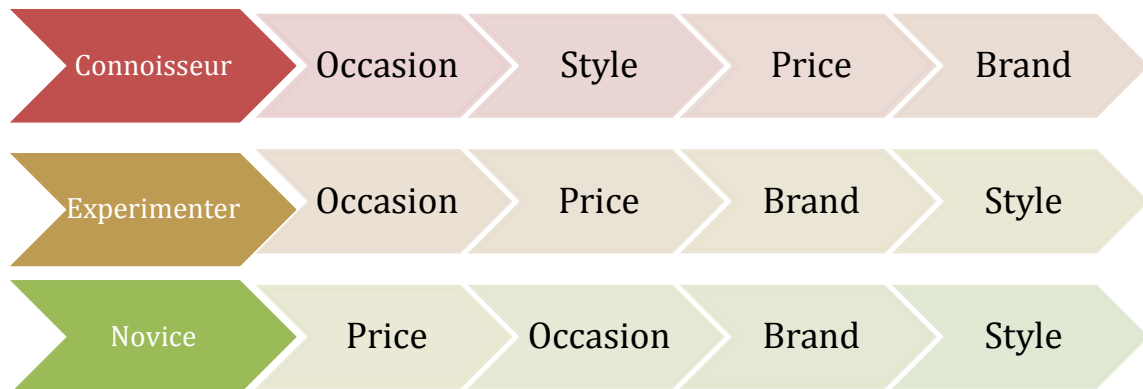 Connoisseur Occasion Style Price Brand
Experimenter Occasion Price Brand Style
Novice Price Occasion Brand Style